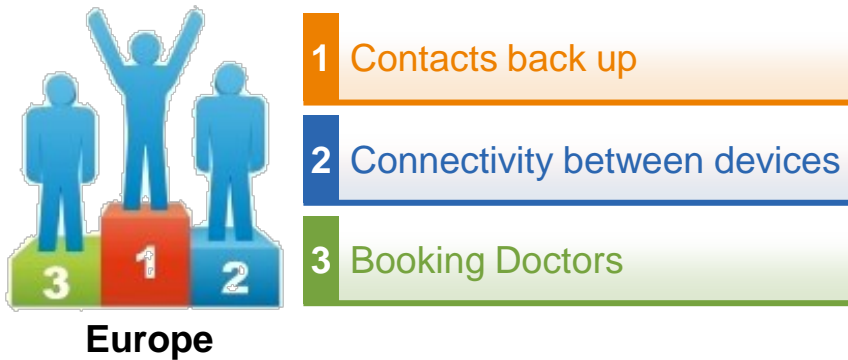 1 Contacts back up
2 Connectivity between devices
3 Booking Doctors
3 1 2
Europe